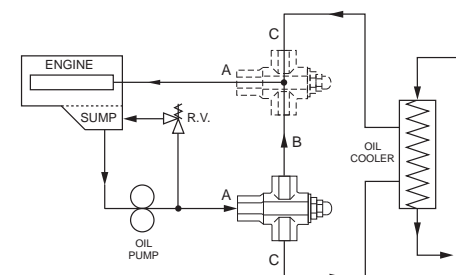 C
ENGINE
A
SUMP
R.V.
B
OIL
COOLER
A
OIL
PUMP
C